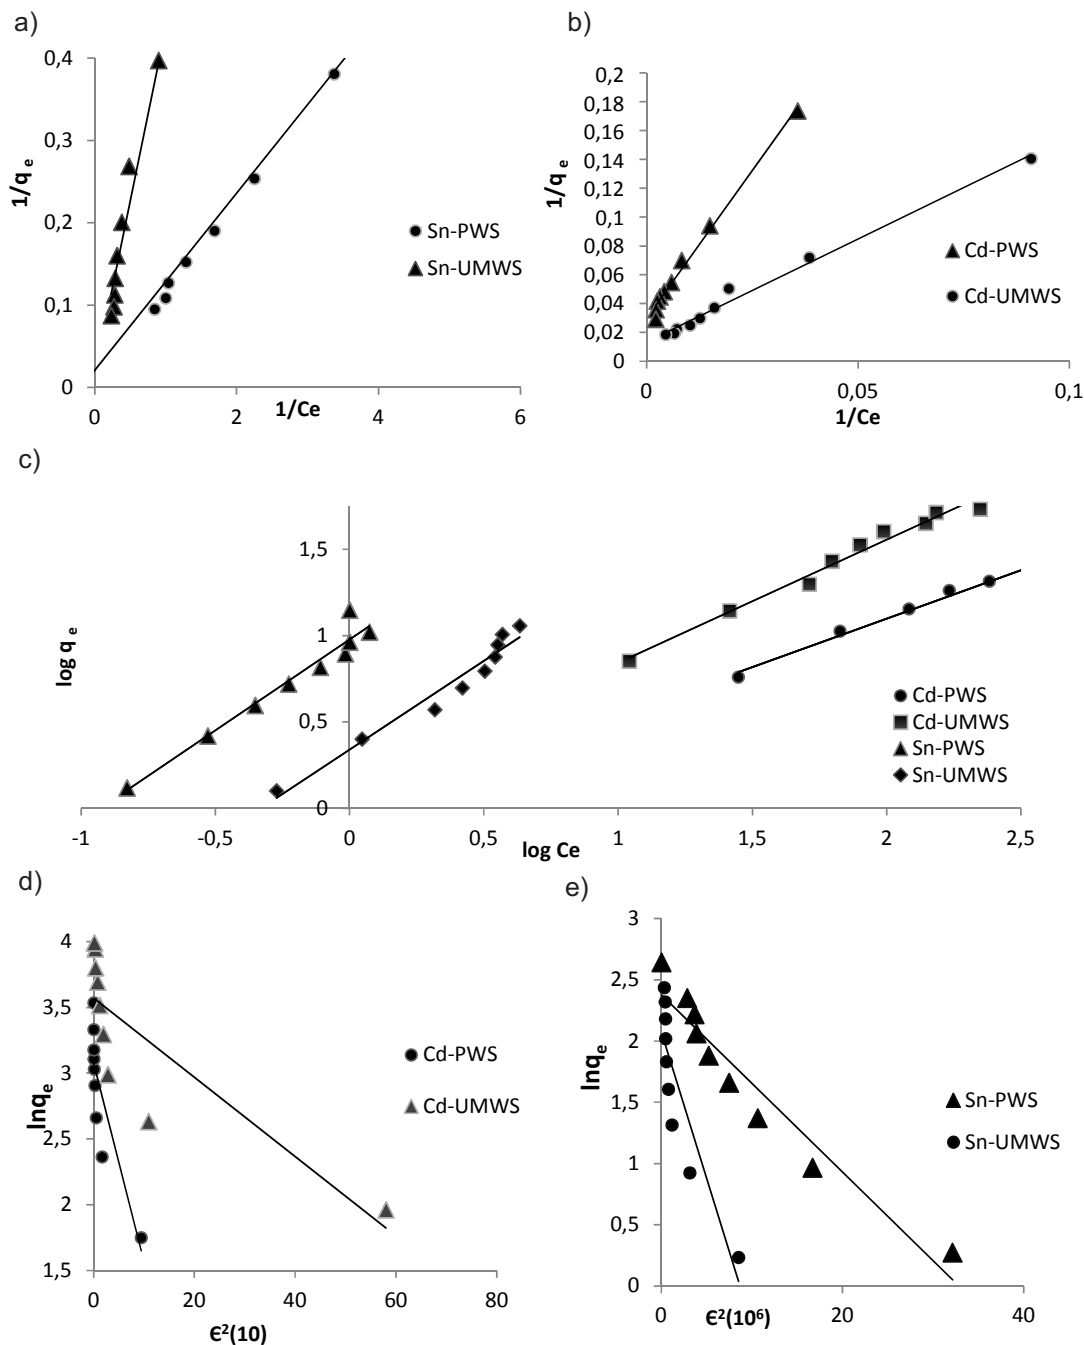 a)
0,4
0,3
0,2
0,1
0
1/q e
0 2 4 6
1/Ce
Sn-PWS
Sn-UMWS
b)
0,2
0,18
0,16
0,14
0,12
0,1
0,08
0,06
0,04
0,02
0
1/q e
0 0,05 0,1
1/Ce
Cd-PWS
Cd-UMWS
c)
1,5
1
0,5
0
log q e
-1 -0,5 0 0,5 1 1,5 2 2,5
log Ce
Cd-PWS
Cd-UMWS
Sn-PWS
Sn-UMWS
d)
4
3,5
3
2,5
2
1,5
lnqe
0 20 40 60 80
Є²(10)
Cd-PWS
Cd-UMWS
e)
3
2,5
2
1,5
1
0,5
0
lnqe
0 20 40
Є²(10⁶)
Sn-PWS
Sn-UMWS